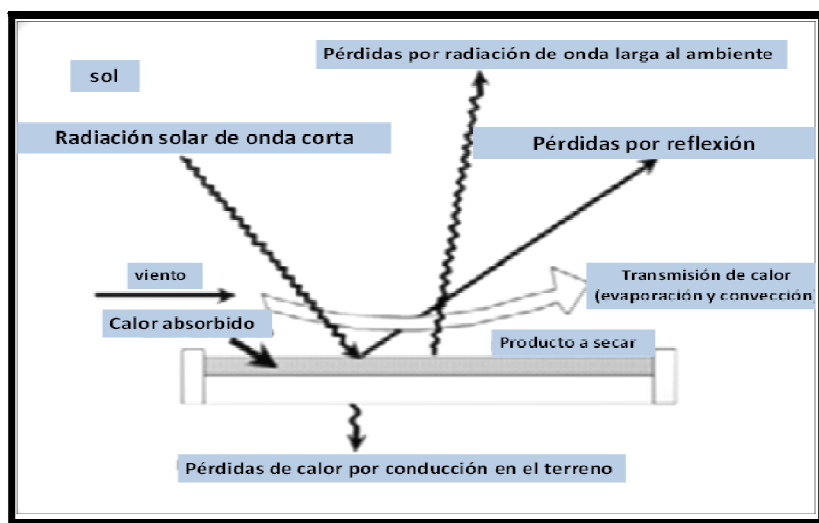 Pérdidas por radiación de onda larga al ambiente
sol
Radiación solar de onda corta
Pérdidas por reflexión
viento
Transmisión de calor
(evaporación y convección)
Calor absorbido
Producto a secar
Pérdidas de calor por conducción en el terreno